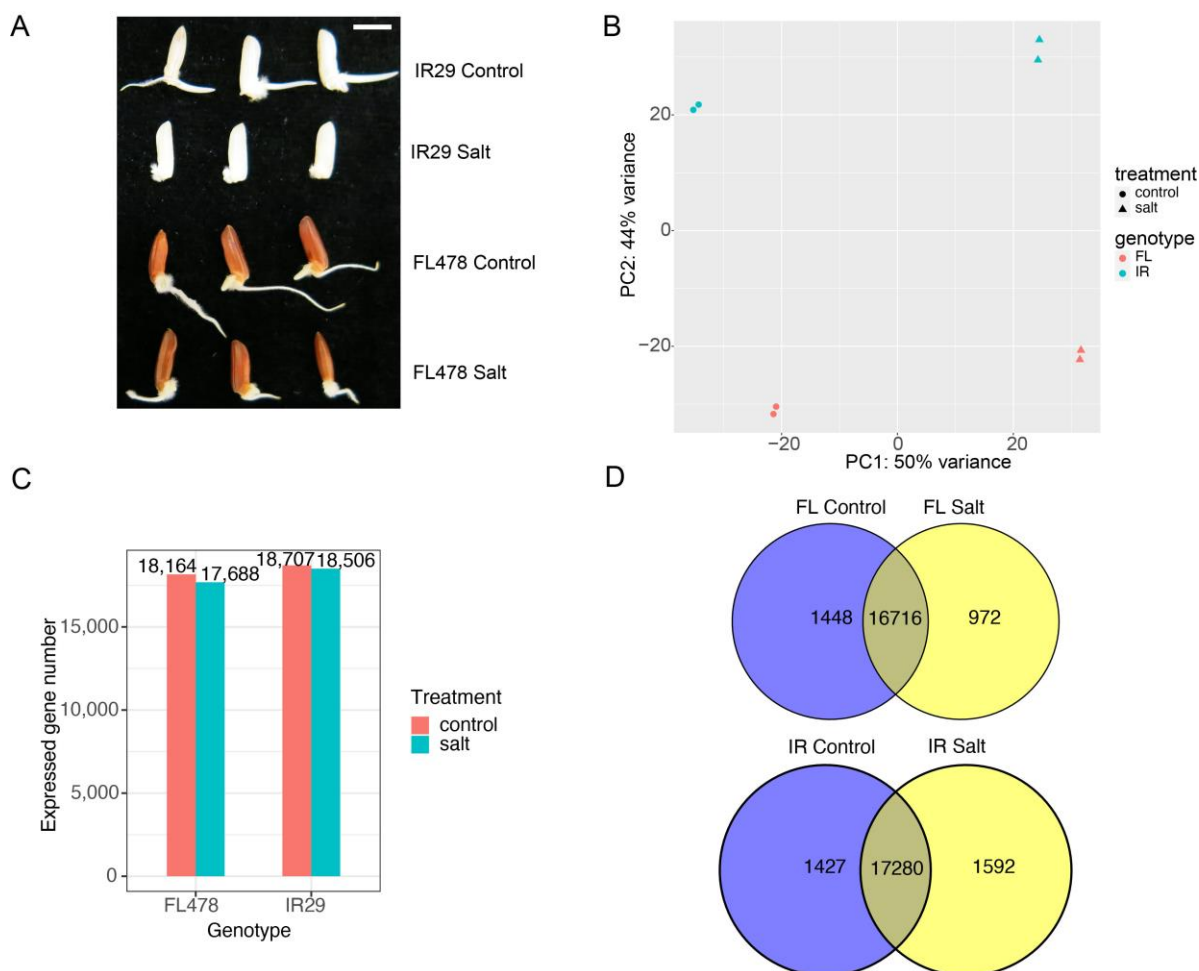 A
IR29 Control
IR29 Salt
FL478 Control
FL478 Salt
B
PC2: 44% variance
20
0
−20
−20
0
20
PC1: 50% variance
treatment
control
salt
genotype
FL
IR
C
Expressed gene number
15,000
10,000
5,000
0
18,164
17,688
18,707
18,506
FL478
IR29
Genotype
Treatment
control
salt
D
FL Control
FL Salt
1448
16716
972
IR Control
IR Salt
1427
17280
1592